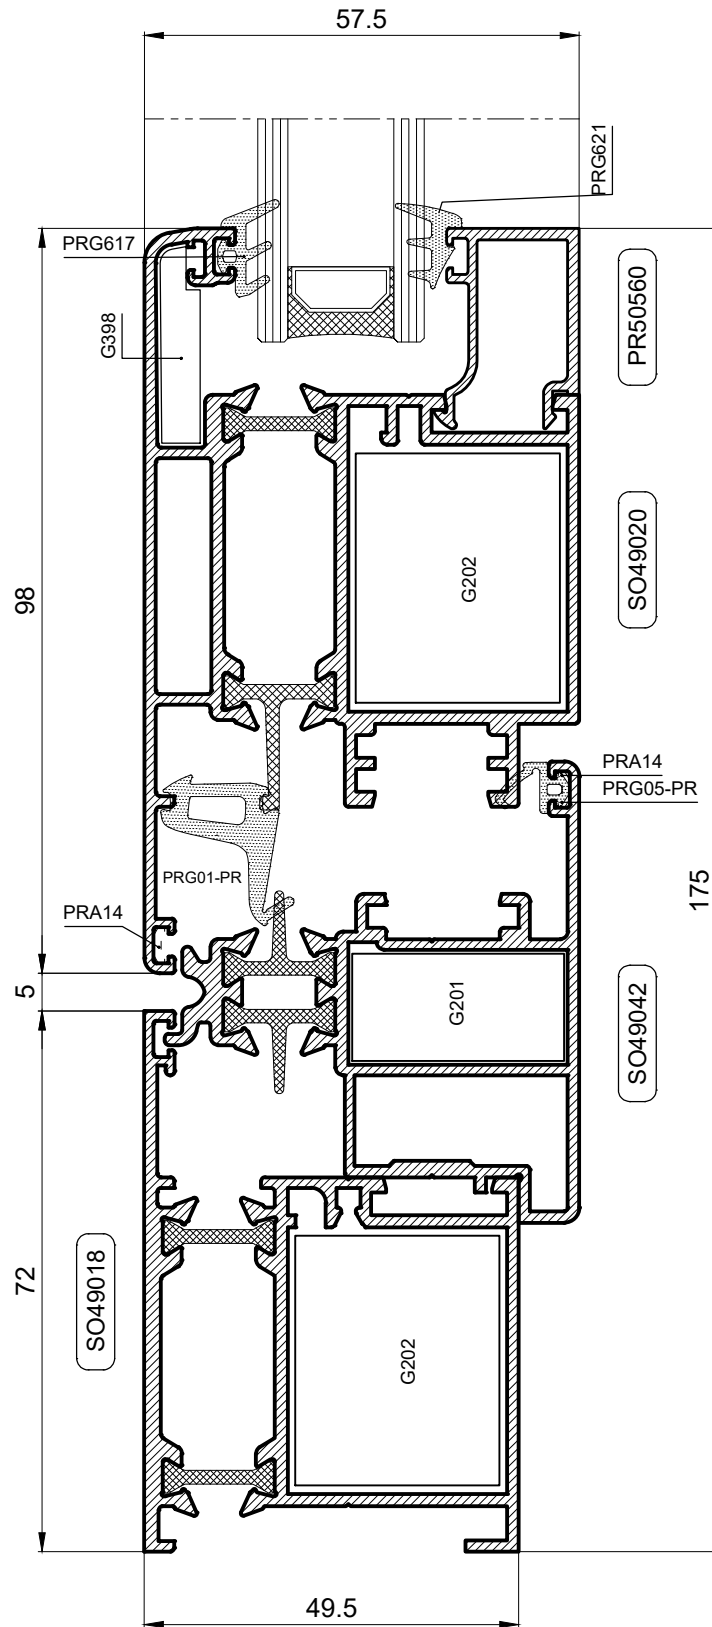 57.5
PRG621
PRG617
G398
PR50560
98
G202
SO49020
PRA14
PRG05-PR
PRG01-PR
PRA14
175
5
G201
SO49042
72
SO49018
G202
49.5